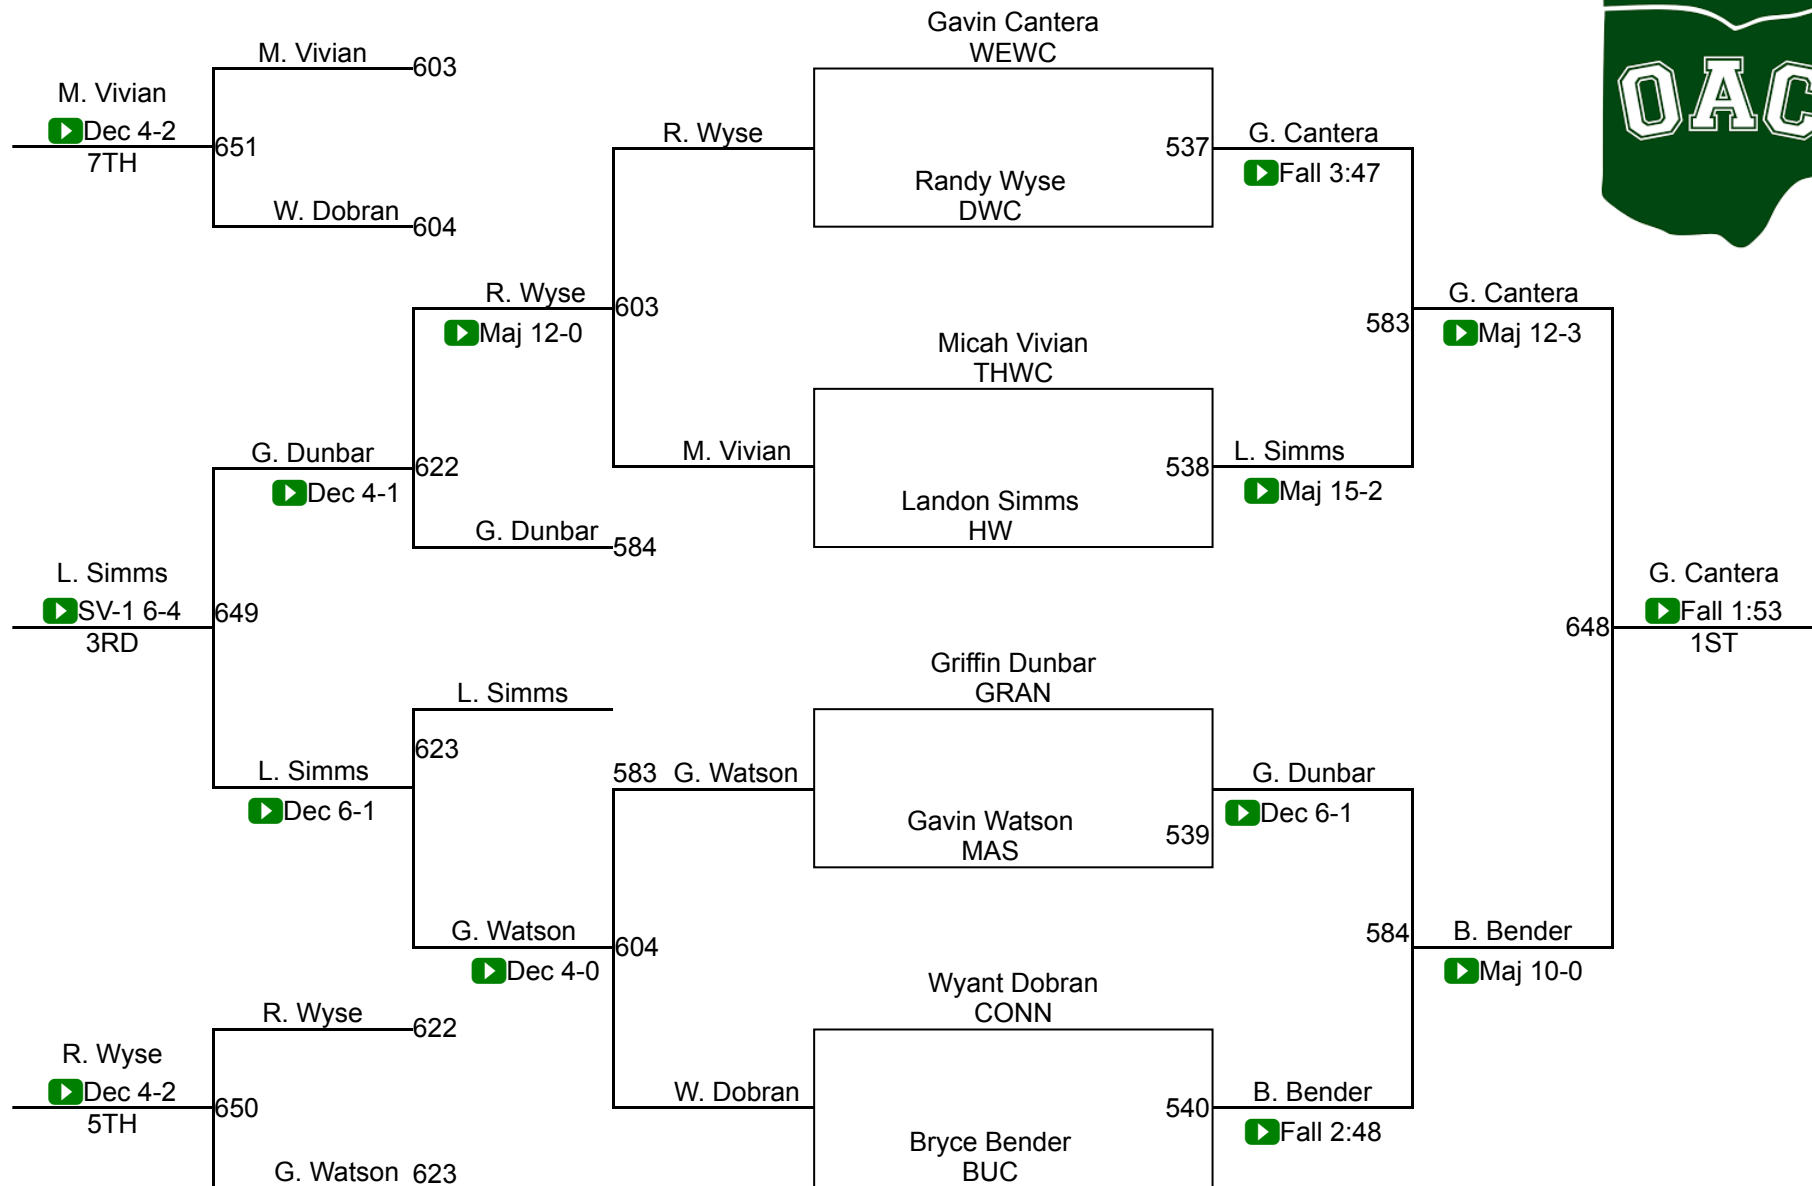 Gavin Cantera
WEWC
M. Vivian
603
M. Vivian
Dec 4-2
7TH
651
W. Dobran
604
R. Wyse
537
G. Cantera
Fall 3:47
Randy Wyse
DWC
OAC
R. Wyse
Maj 12-0
603
583
G. Cantera
Maj 12-3
Micah Vivian
THWC
G. Dunbar
Dec 4-1
622
M. Vivian
538
L. Simms
Maj 15-2
Landon Simms
HW
G. Dunbar
584
L. Simms
SV-1 6-4
3RD
649
648
G. Cantera
Fall 1:53
1ST
Griffin Dunbar
GRAN
L. Simms
623
L. Simms
Dec 6-1
583
G. Watson
G. Dunbar
Dec 6-1
Gavin Watson
MAS
539
G. Watson
Dec 4-0
604
584
B. Bender
Maj 10-0
Wyant Dobran
CONN
R. Wyse
622
R. Wyse
Dec 4-2
5TH
650
W. Dobran
540
B. Bender
Fall 2:48
Bryce Bender
BUC
G. Watson
623